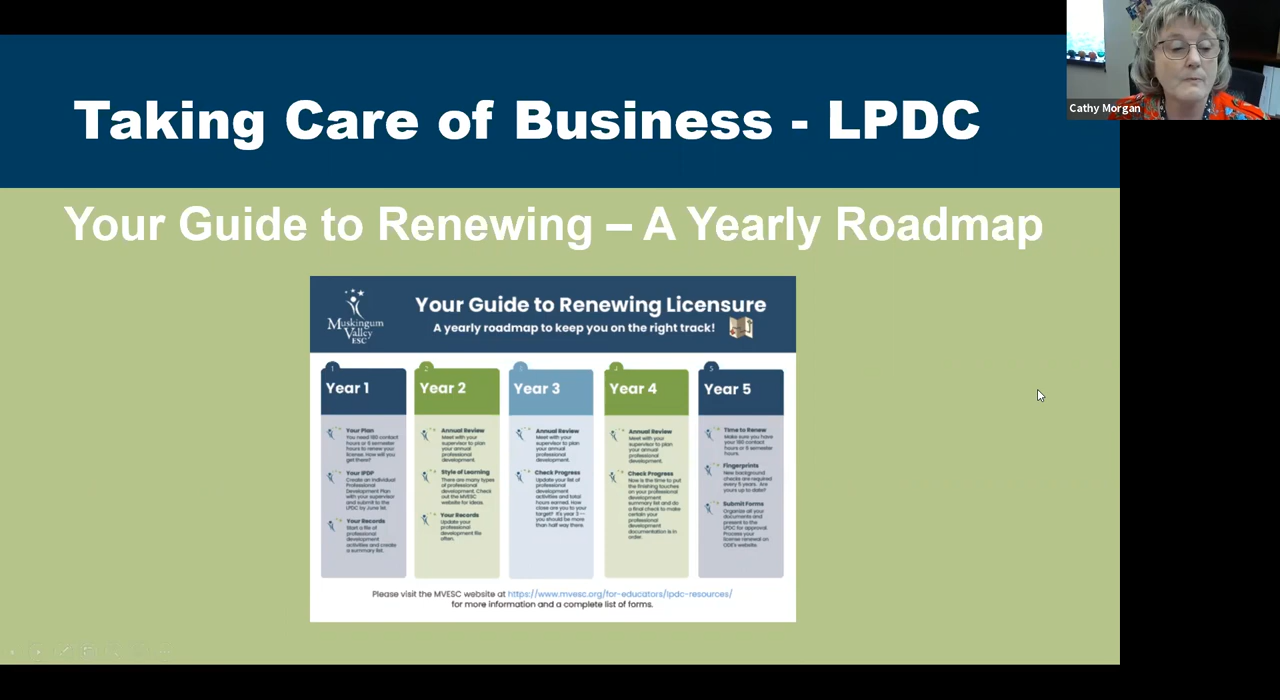 Taking Care of Business - LPDC
Cathy Morgan
Your Guide to Renewing – A Yearly Roadmap
Muskingum
Valley
ESC
Your Guide to Renewing Licensure
A yearly roadmap to keep you on the right track!
1
Year 1
Your Plan
You need 180 contact
hours or 6 semester
hours to renew your
license. How will you
get there?
Your IPDP
Create an Individual
Professional
Development Plan
with your supervisor
and submit to the
LPDC by June 1st.
Your Records
Start a file of
professional
development
activities and create
a summary list.
2
Year 2
Annual Review
Meet with your
supervisor to plan
your annual
professional
development.
Style of Learning
There are many types
of professional
development. Check
out the MVESC
website for ideas.
Your Records
Update your
professional
development file
often.
3
Year 3
Annual Review
Meet with your
supervisor to plan
your annual
professional
development.
Check Progress
Update your list of
professional
development
activities and total
hours earned. How
close are you to your
target? It's year 3 —
you should be more
than half way there.
4
Year 4
Annual Review
Meet with your
supervisor to plan
your annual
professional
development.
Check Progress
Now is the time to put
the finishing touches
on your professional
development
summary list and do
a final check to make
certain your
professional
development
documentation is in
order.
5
Year 5
Time to Renew
Make sure you have
your 180 contact
hours or 6 semester
hours.
Fingerprints
New background
checks are required
every 5 years. Are
yours up to date?
Submit Forms
Organize all your
documents and
present to the
LPDC for approval.
Process your
license renewal on
ODE's website.
Please visit the MVESC website at https://www.mvesc.org/for-educators/lpdc-resources/
for more information and a complete list of forms.